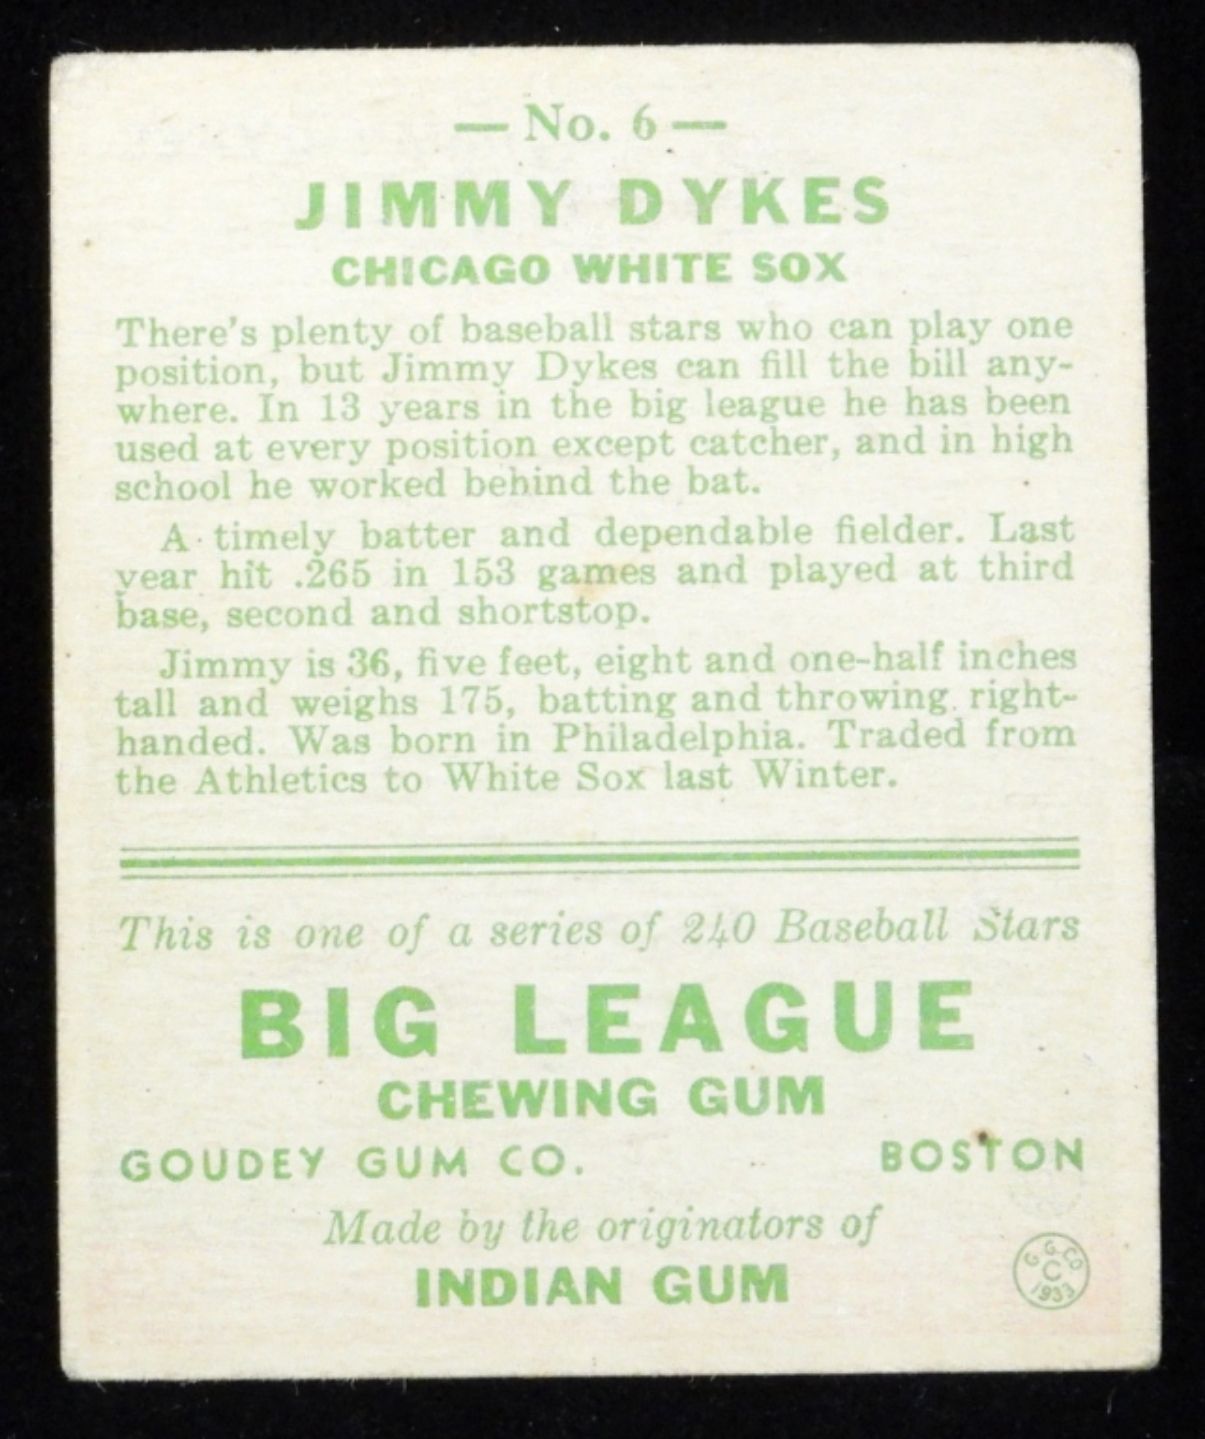 — No. 6 —
JIMMY DYKES
CHICAGO WHITE SOX
There's plenty of baseball stars who can play one
position, but Jimmy Dykes can fill the bill any-
where. In 13 years in the big league he has been
used at every position except catcher, and in high
school he worked behind the bat.
A timely batter and dependable fielder. Last
year hit .265 in 153 games and played at third
base, second and shortstop.
Jimmy is 36, five feet, eight and one-half inches
tall and weighs 175, batting and throwing right-
handed. Was born in Philadelphia. Traded from
the Athletics to White Sox last Winter.
This is one of a series of 240 Baseball Stars
BIG LEAGUE
CHEWING GUM
GOUDEY GUM CO. BOSTON
Made by the originators of
INDIAN GUM
G. G. CO
C
1933